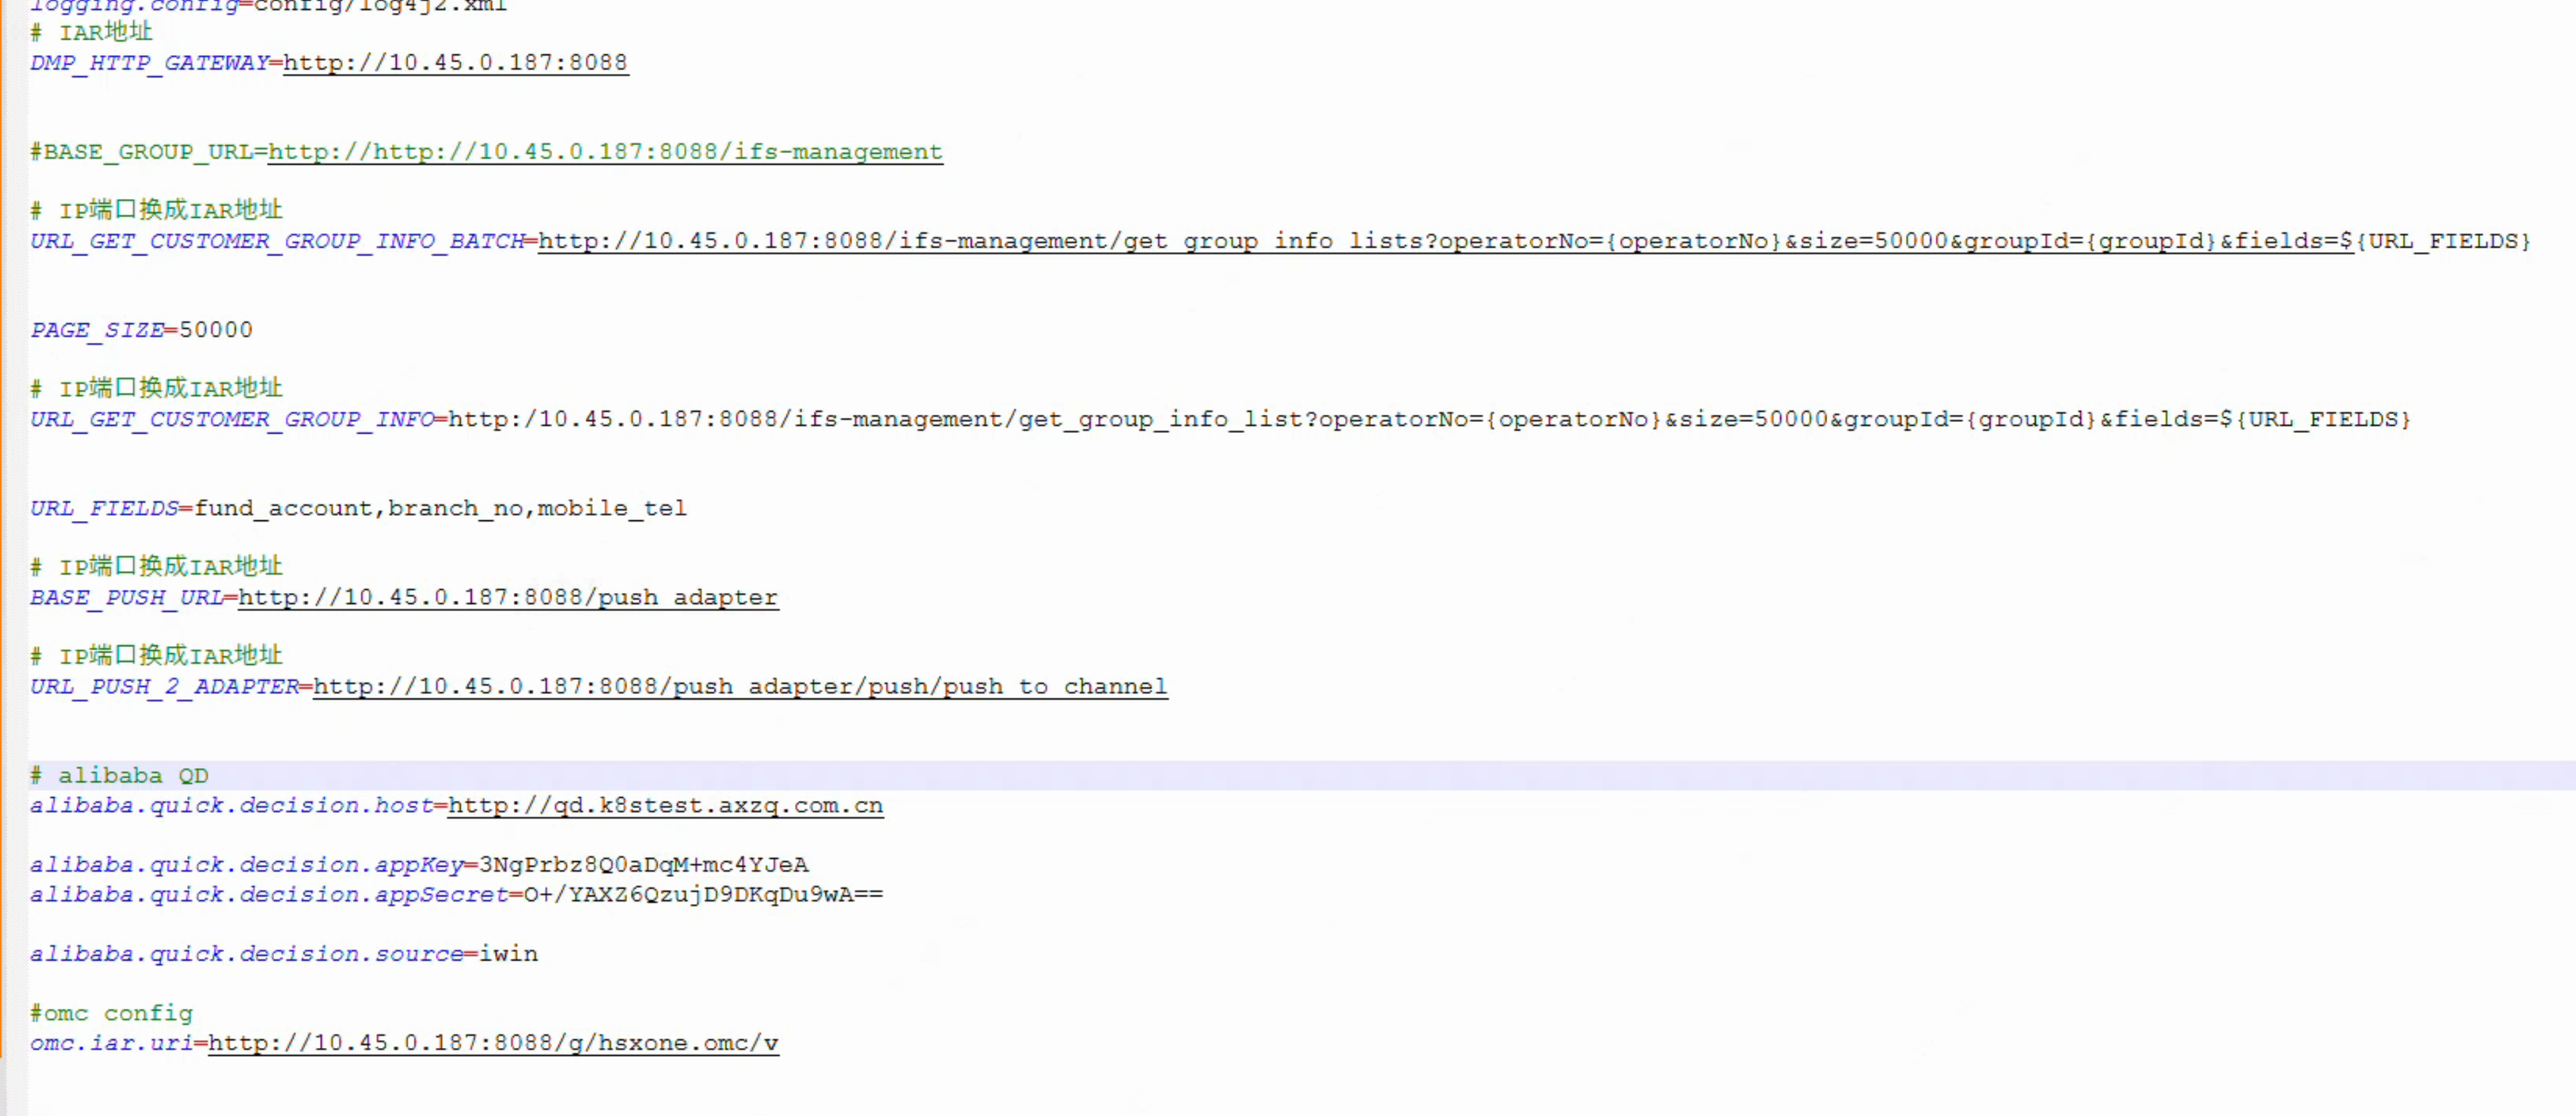 logging.config=config/log4j2.xml
# IAR地址
DMP_HTTP_GATEWAY=http://10.45.0.187:8088
#BASE_GROUP_URL=http://http://10.45.0.187:8088/ifs-management
# IP端口换成IAR地址
URL_GET_CUSTOMER_GROUP_INFO_BATCH=http://10.45.0.187:8088/ifs-management/get_group_info_lists?operatorNo={operatorNo}&size=50000&groupId={groupId}&fields=${URL_FIELDS}
PAGE_SIZE=50000
# IP端口换成IAR地址
URL_GET_CUSTOMER_GROUP_INFO=http:/10.45.0.187:8088/ifs-management/get_group_info_list?operatorNo={operatorNo}&size=50000&groupId={groupId}&fields=${URL_FIELDS}
URL_FIELDS=fund_account,branch_no,mobile_tel
# IP端口换成IAR地址
BASE_PUSH_URL=http://10.45.0.187:8088/push_adapter
# IP端口换成IAR地址
URL_PUSH_2_ADAPTER=http://10.45.0.187:8088/push_adapter/push/push_to_channel
# alibaba QD
alibaba.quick.decision.host=http://qd.k8stest.axzq.com.cn
alibaba.quick.decision.appKey=3NgPrbz8Q0aDqM+mc4YJeA
alibaba.quick.decision.appSecret=O+/YAXZ6QzujD9DKqDu9wA==
alibaba.quick.decision.source=iwin
#omc config
omc.iar.uri=http://10.45.0.187:8088/g/hsxone.omc/v